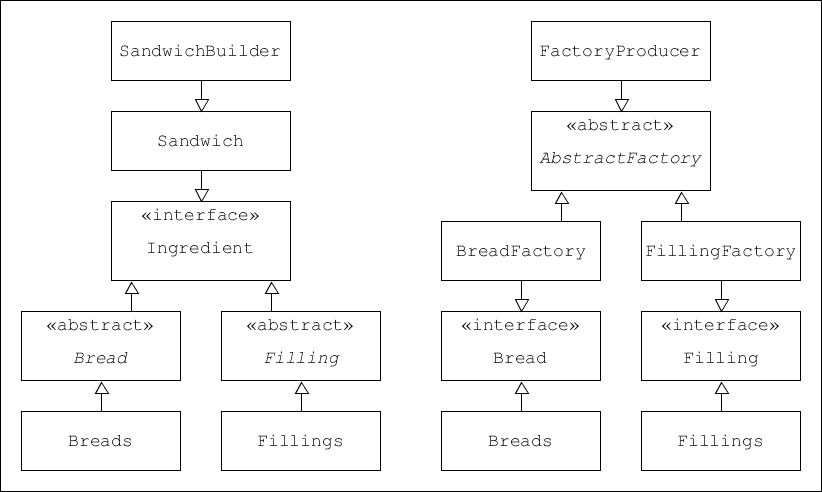 SandwichBuilder
Sandwich
«interface»
Ingredient
«abstract»
Bread
«abstract»
Filling
Breads
Fillings
FactoryProducer
«abstract»
AbstractFactory
BreadFactory
FillingFactory
«interface»
Bread
«interface»
Filling
Breads
Fillings